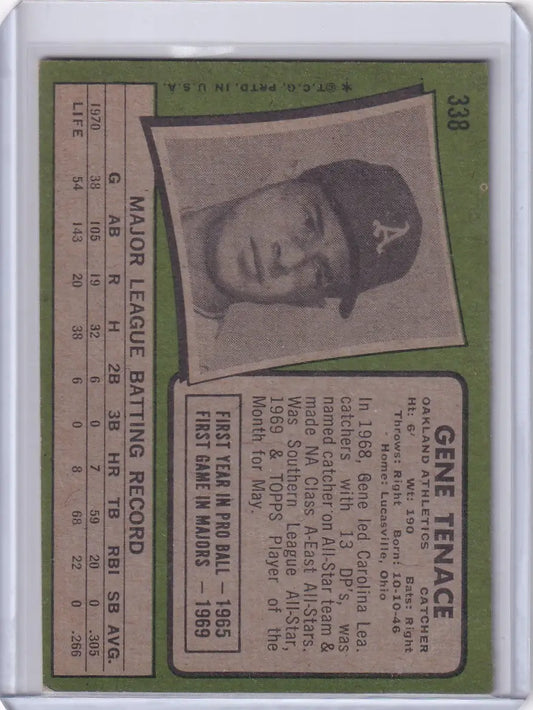 338
GENE TENACE
OAKLAND ATHLETICS CATCHER
Ht: 6' Wt: 190 Bats: Right
Throws: Right Born: 10-10-46
Home: Lucasville, Ohio
A
In 1968, Gene led Carolina Lea.
catchers with 13 DP's, was
named catcher on All-Star team &
made NA Class A-East All-Stars.
Was Southern League All-Star,
1969 & TOPPS Player of the
Month for May.
FIRST YEAR IN PRO BALL — 1965
FIRST GAME IN MAJORS — 1969
MAJOR LEAGUE BATTING RECORD
G AB R H 2B 3B HR TB RBI SB AVG.
1970 38 105 19 32 6 0 7 59 20 0 .305
LIFE 54 143 20 38 6 0 8 68 22 0 .266
*©T.C.G. PRTD. IN U.S.A.